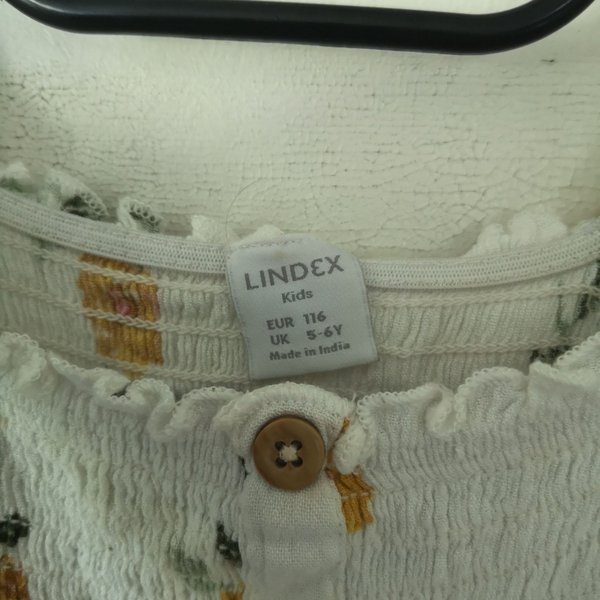 LINDEX
Kids
EUR 116
UK 5-6Y
Made in India